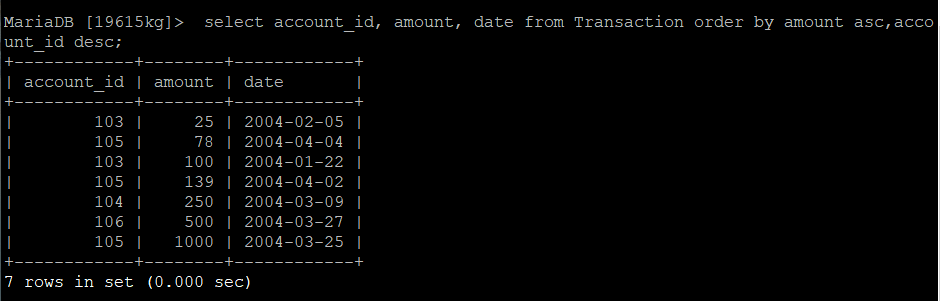 MariaDB [19615kg]>  select account_id, amount, date from Transaction order by amount asc,acco
unt_id desc;
+------------+--------+------------+
| account_id | amount | date       |
+------------+--------+------------+
|        103 |     25 | 2004-02-05 |
|        105 |     78 | 2004-04-04 |
|        103 |    100 | 2004-01-22 |
|        105 |    139 | 2004-04-02 |
|        104 |    250 | 2004-03-09 |
|        106 |    500 | 2004-03-27 |
|        105 |   1000 | 2004-03-25 |
+------------+--------+------------+
7 rows in set (0.000 sec)